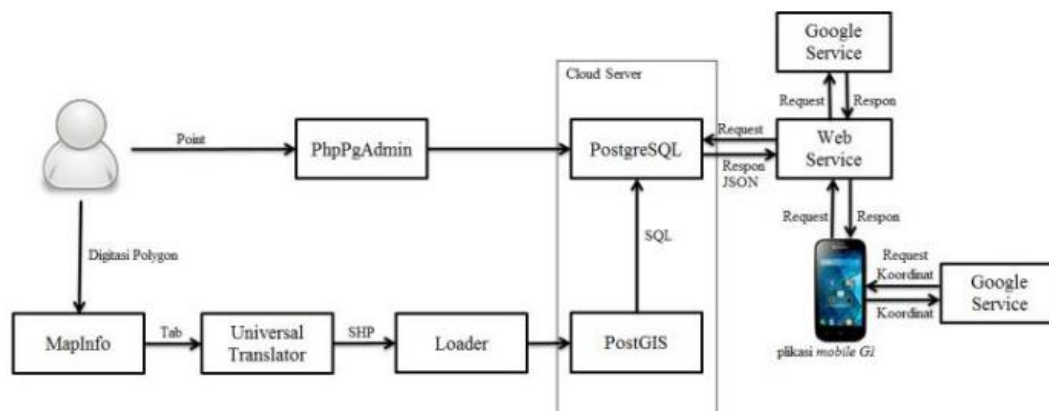 Google
Service
Cloud Server
Request
Respon
Point
PhpPgAdmin
PostgreSQL
Request
Respon
JSON
Web
Service
Request
Respon
SQL
Digitasi Polygon
Request
Koordinat
Koordinat
Google
Service
MapInfo
Tab
Universal
Translator
SHP
Loader
PostGIS
plikasi mobile Gi